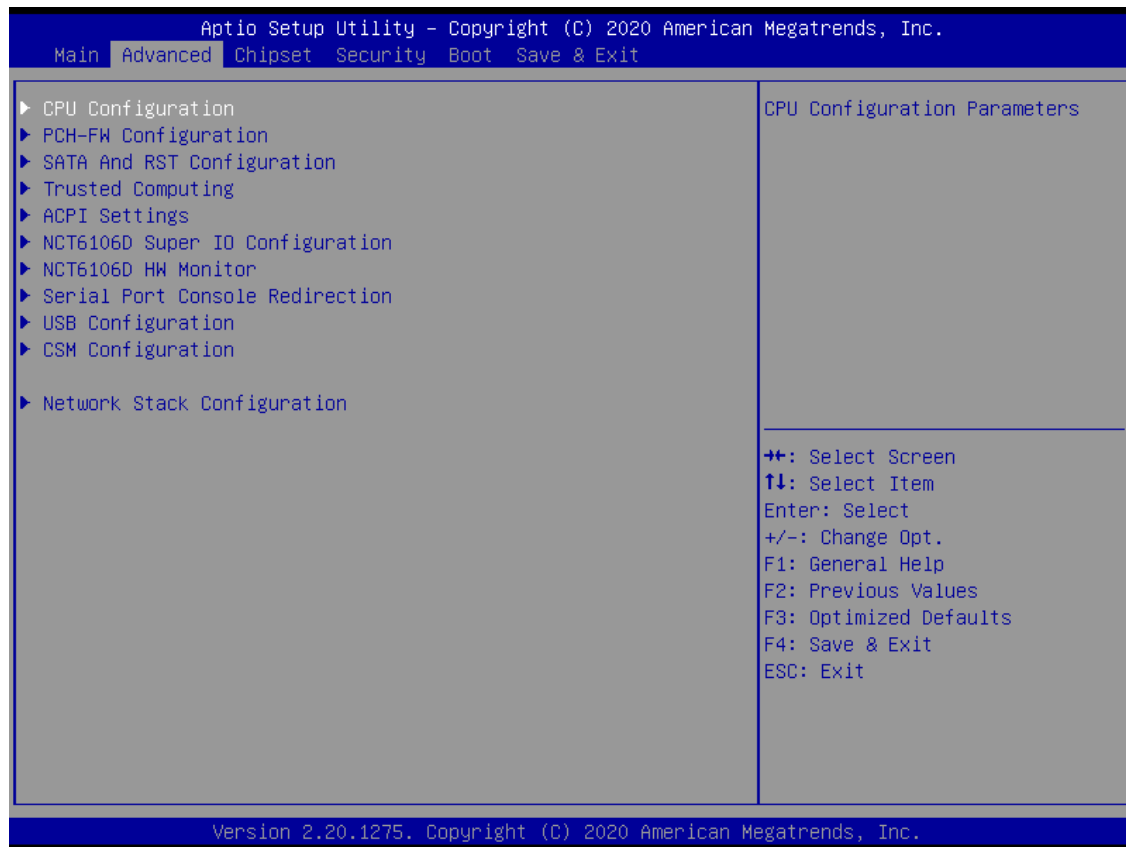 Aptio Setup Utility – Copyright (C) 2020 American Megatrends, Inc.
Main Advanced Chipset Security Boot Save & Exit
▶ CPU Configuration
▶ PCH-FW Configuration
▶ SATA And RST Configuration
▶ Trusted Computing
▶ ACPI Settings
▶ NCT6106D Super IO Configuration
▶ NCT6106D HW Monitor
▶ Serial Port Console Redirection
▶ USB Configuration
▶ CSM Configuration
▶ Network Stack Configuration
CPU Configuration Parameters
→←: Select Screen
↑↓: Select Item
Enter: Select
+/-: Change Opt.
F1: General Help
F2: Previous Values
F3: Optimized Defaults
F4: Save & Exit
ESC: Exit
Version 2.20.1275. Copyright (C) 2020 American Megatrends, Inc.